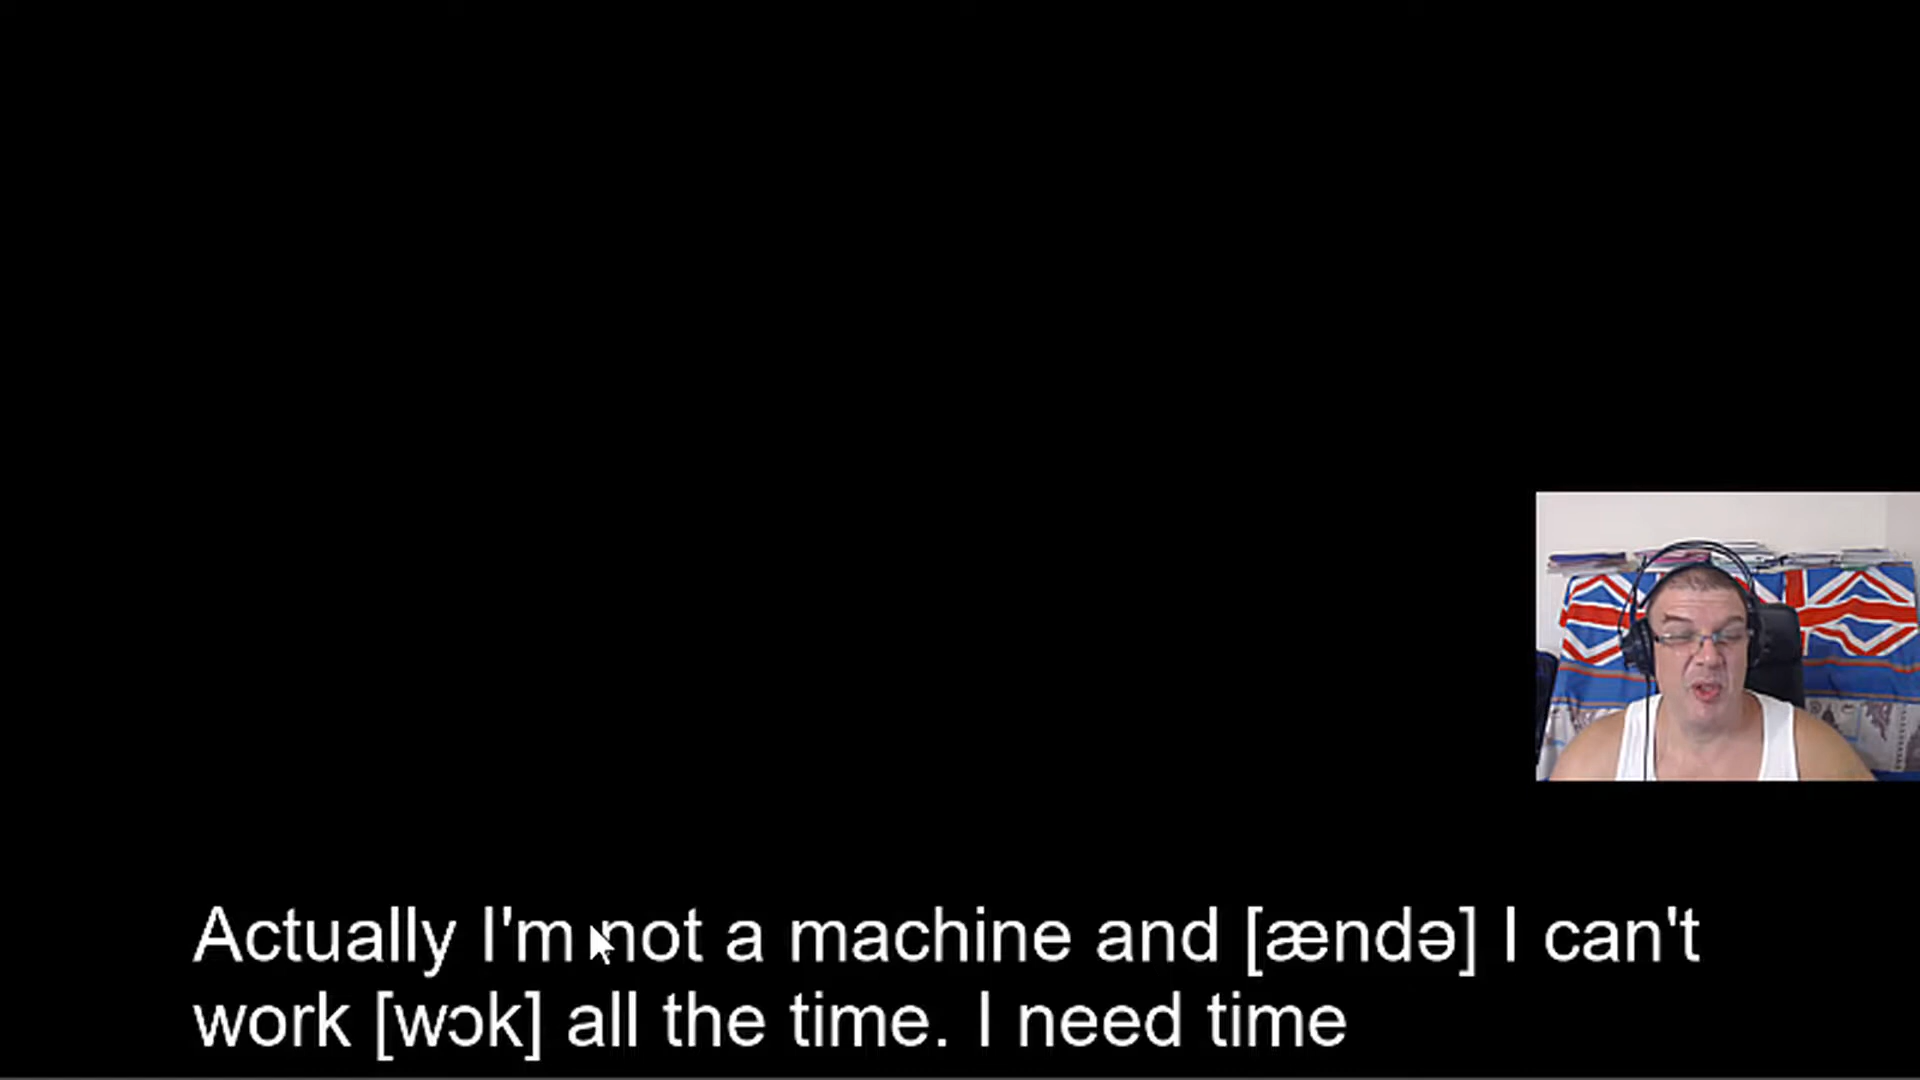 Actually I'm not a machine and [ændə] I can't
work [wɔk] all the time. I need time